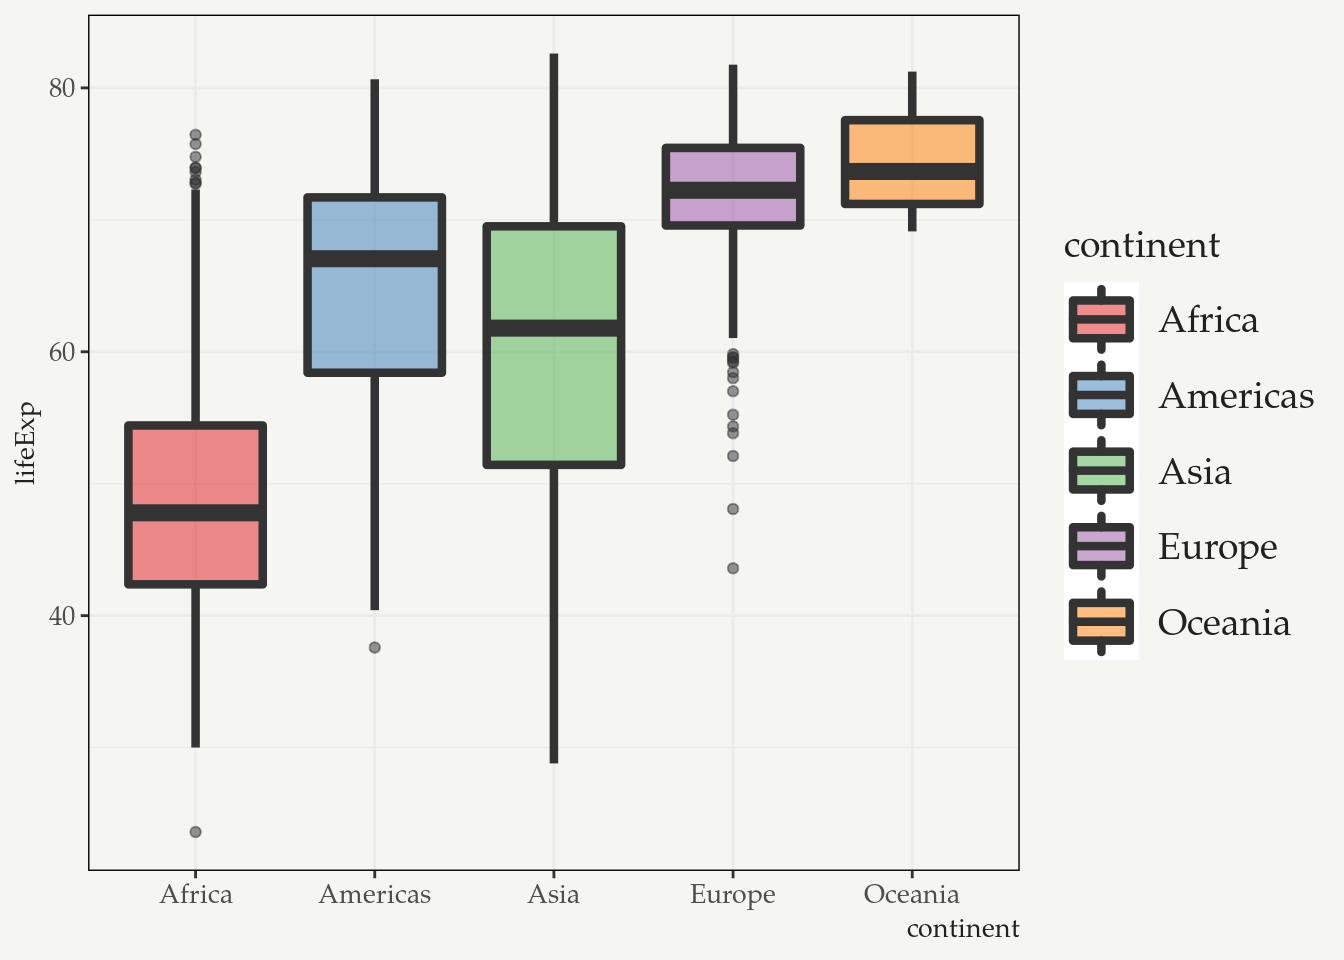 80
60
40
lifeExp
Africa
Americas
Asia
Europe
Oceania
continent
continent
Africa
Americas
Asia
Europe
Oceania